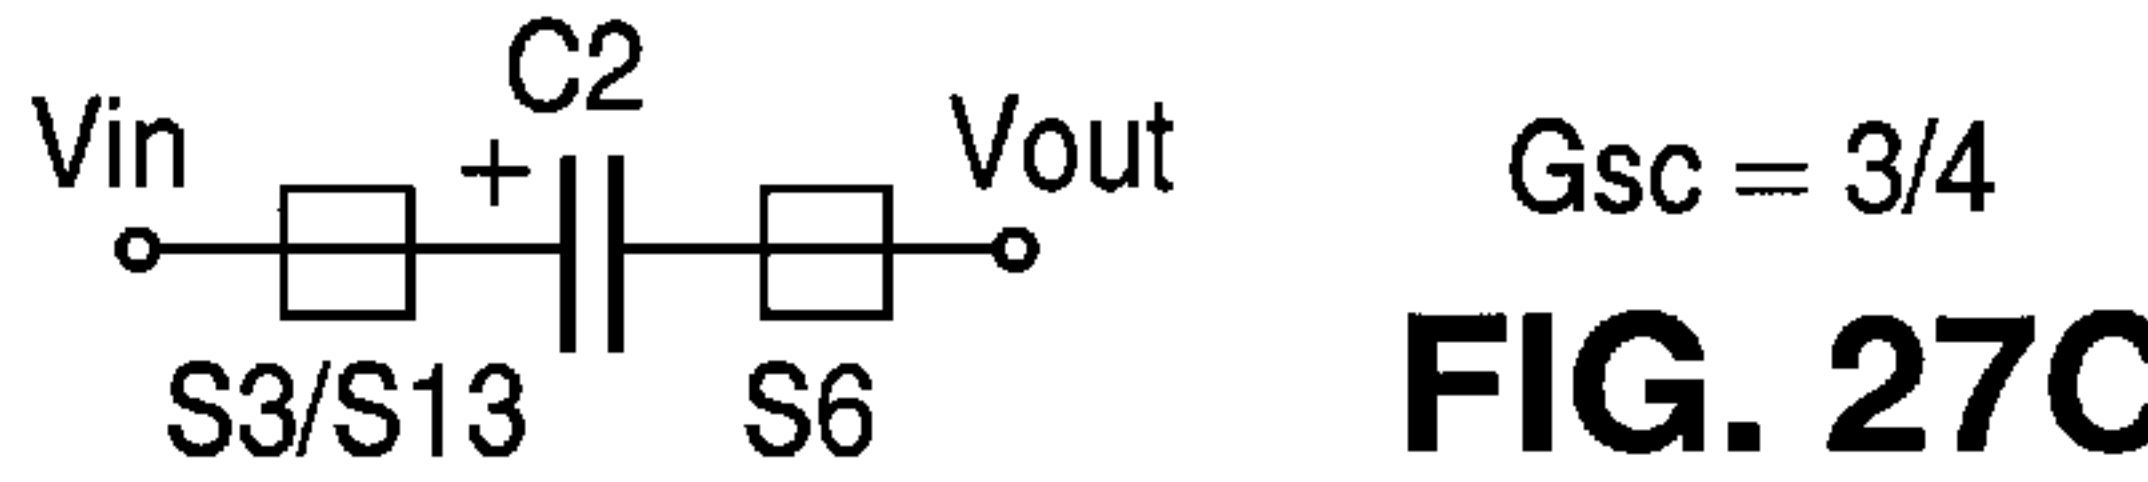 C2
Vin
+
Vout
Gsc = 3/4
S3/S13
S6
FIG. 27C